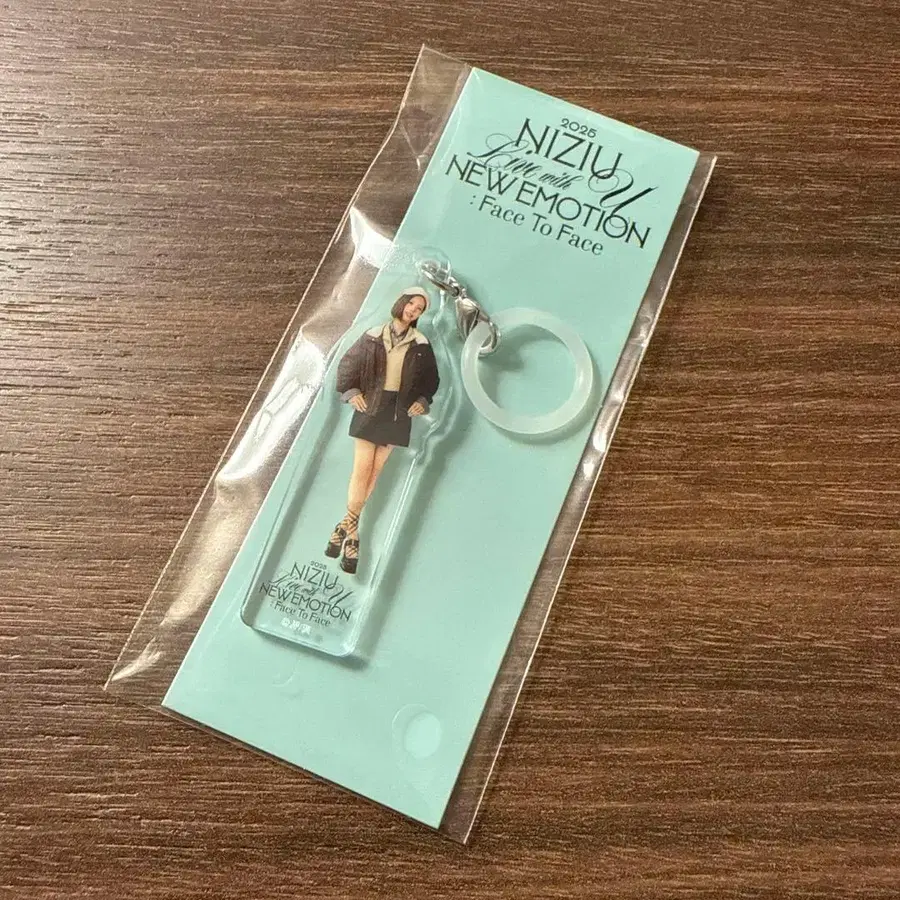 2025
NIZIU
Live with U
NEW EMOTION
: Face To Face
2025
NIZIU
Live with U
NEW EMOTION
: Face To Face